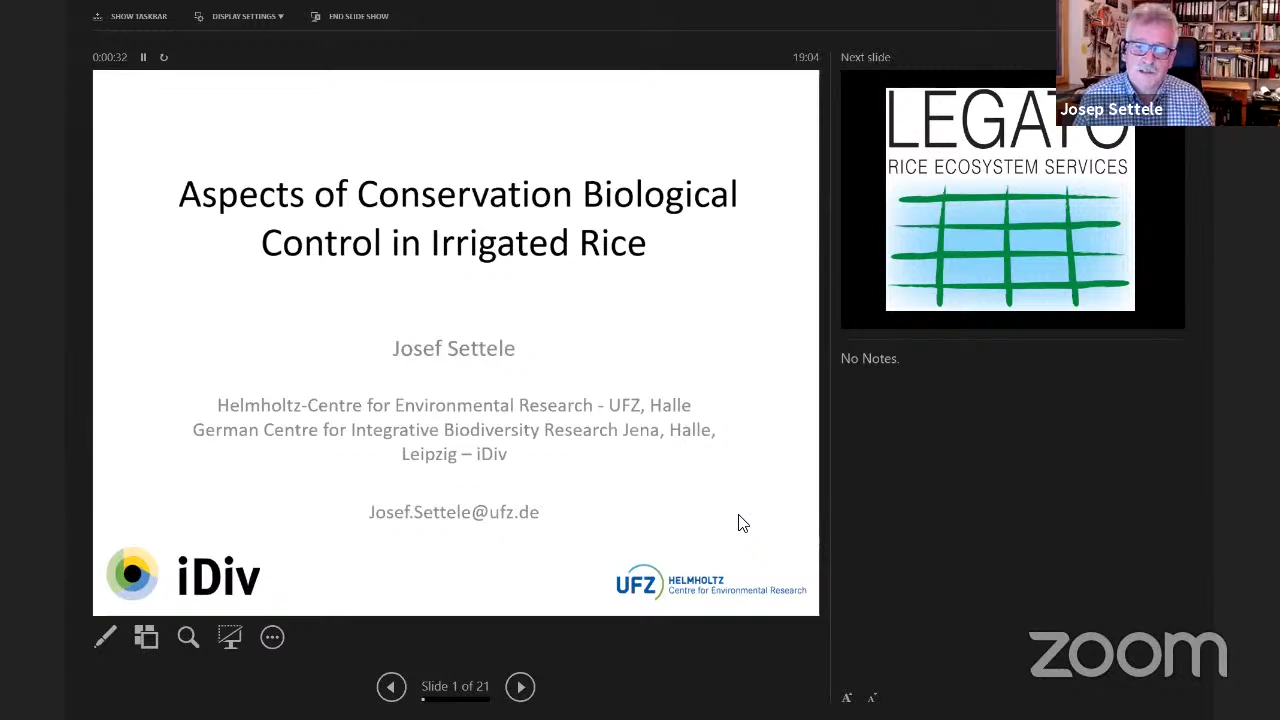 SHOW TASKBAR
DISPLAY SETTINGS ▼
END SLIDE SHOW
0:00:32
19:04
Next slide
Josep Settele
Aspects of Conservation Biological
Control in Irrigated Rice
Josef Settele
Helmholtz-Centre for Environmental Research - UFZ, Halle
German Centre for Integrative Biodiversity Research Jena, Halle,
Leipzig – iDiv
Josef.Settele@ufz.de
iDiv
UFZ
HELMHOLTZ
Centre for Environmental Research
LEGATO
RICE ECOSYSTEM SERVICES
No Notes.
Slide 1 of 21
A A
zoom